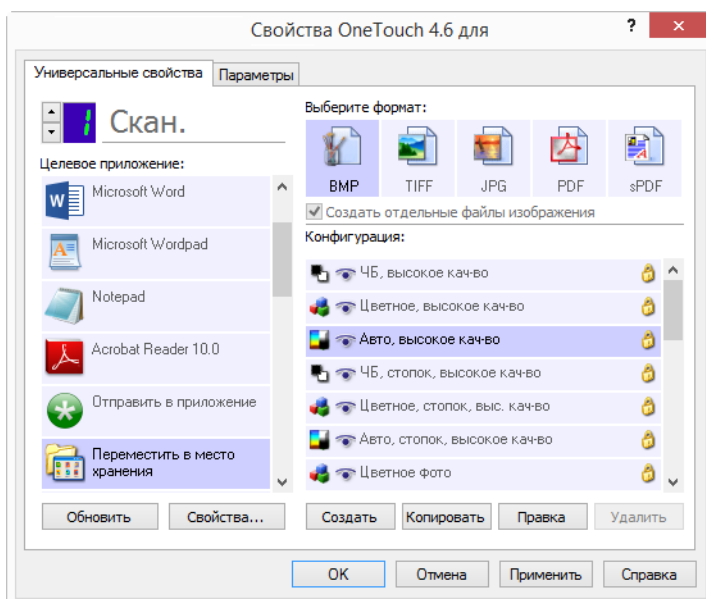 Свойства OneTouch 4.6 для
?
×
Универсальные свойства
Параметры
1
Скан.
Целевое приложение:
Microsoft Word
Microsoft Wordpad
Notepad
Acrobat Reader 10.0
Отправить в приложение
Переместить в место
хранения
Обновить
Свойства...
Выберите формат:
BMP
TIFF
JPG
PDF
sPDF
Создать отдельные файлы изображения
Конфигурация:
ЧБ, высокое кач-во
Цветное, высокое кач-во
Авто, высокое кач-во
ЧБ, стопок, высокое кач-во
Цветное, стопок, выс. кач-во
Авто, стопок, высокое кач-во
Цветное фото
Создать
Копировать
Правка
Удалить
OK
Отмена
Применить
Справка